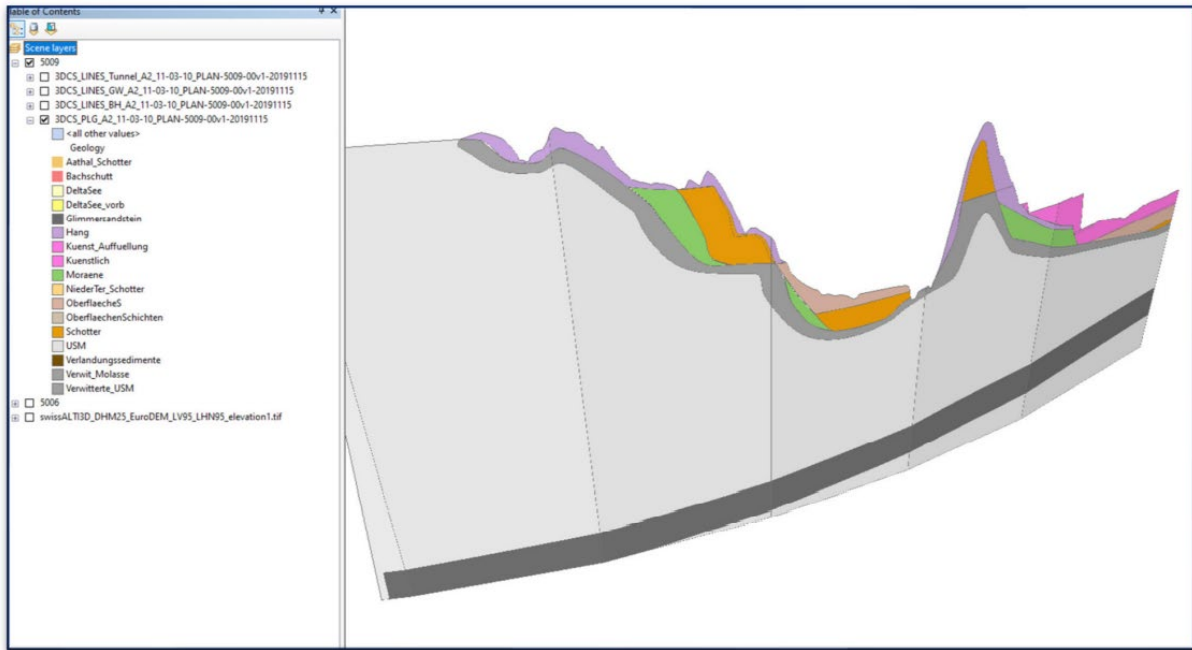 Table of Contents
Scene layers
5009
3DCS_LINES_Tunnel_A2_11-03-10_PLAN-5009-00v1-20191115
3DCS_LINES_GW_A2_11-03-10_PLAN-5009-00v1-20191115
3DCS_LINES_BH_A2_11-03-10_PLAN-5009-00v1-20191115
3DCS_PLG_A2_11-03-10_PLAN-5009-00v1-20191115
<all other values>
Geology
Aathal_Schotter
Bachschutt
DeltaSee
DeltaSee_vorb
Glimmersandstein
Hang
Kuenst_Auffuellung
Kuenstlich
Moraene
NiederTer_Schotter
OberflaecheS
OberflaechenSchichten
Schotter
USM
Verlandungssedimente
Verwit_Molasse
Verwitterte_USM
5006
swissALTI3D_DHM25_EuroDEM_LV95_LHN95_elevation1.tif